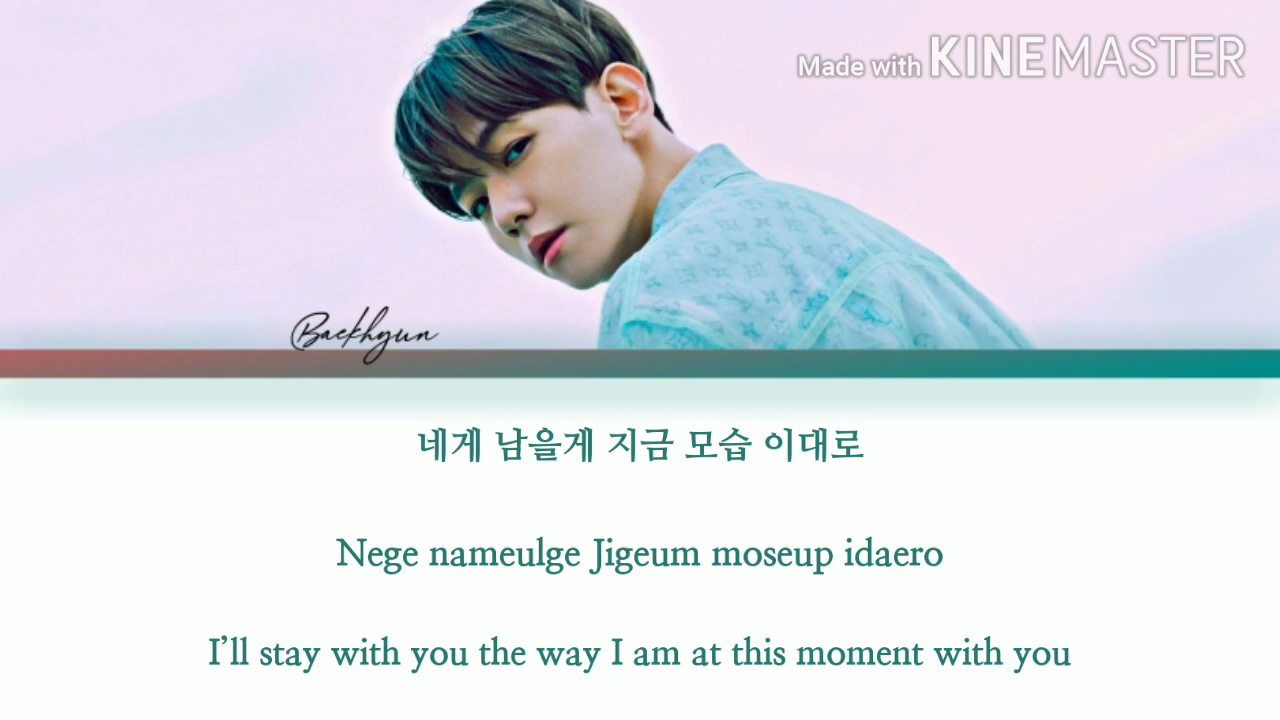 Made with KINEMASTER
Baekhyun
네게 남을게 지금 모습 이대로
Nege nameulge Jigeum moseup idaero
I’ll stay with you the way I am at this moment with you